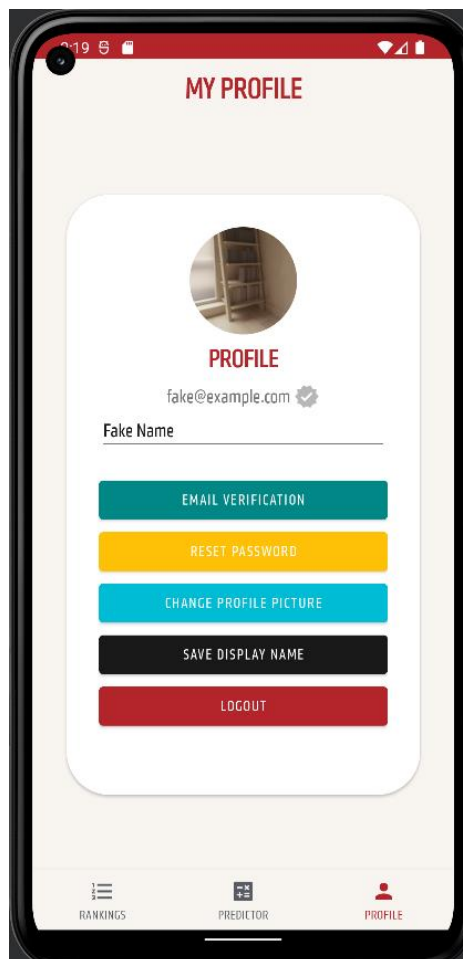 MY PROFILE
PROFILE
fake@example.com
Fake Name
EMAIL VERIFICATION
RESET PASSWORD
CHANGE PROFILE PICTURE
SAVE DISPLAY NAME
LOGOUT
RANKINGS
PREDICTOR
PROFILE